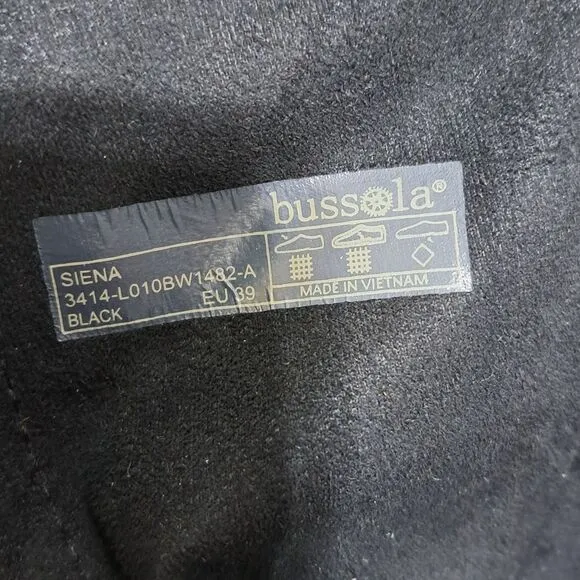 bussola®
SIENA
3414-L010BW1482-A
EU 39
BLACK
MADE IN VIETNAM